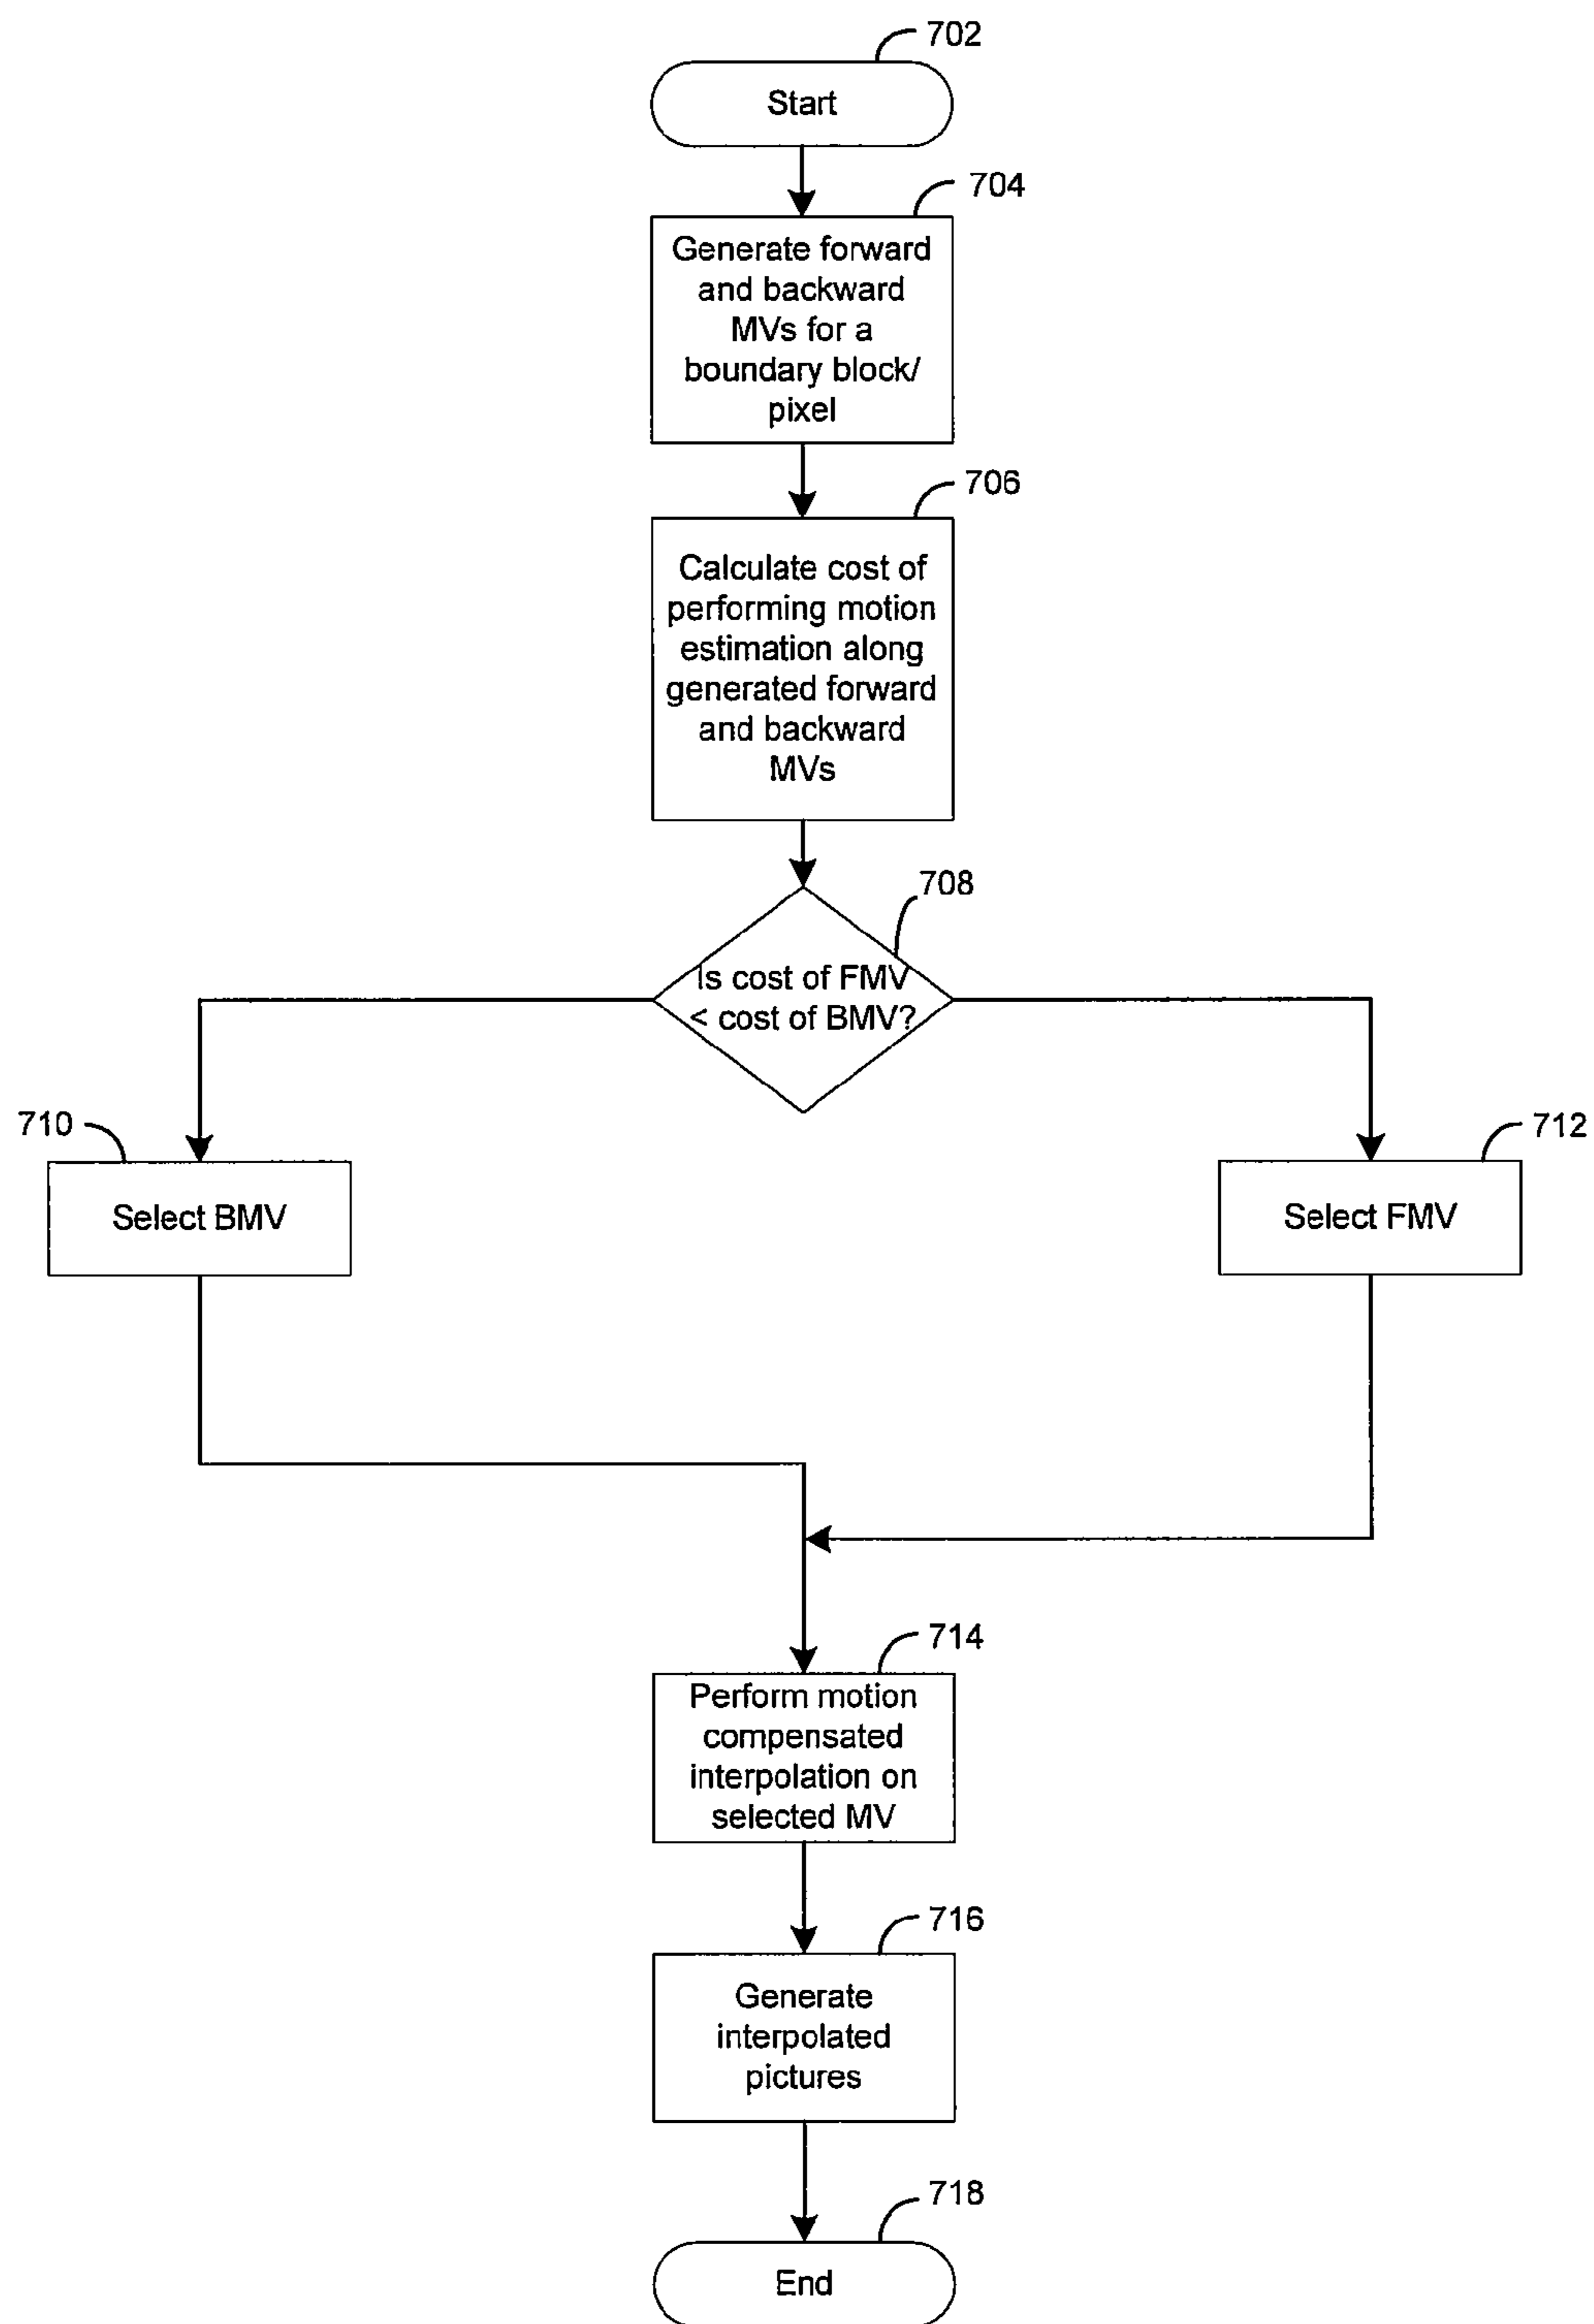 702
Start
704
Generate forward
and backward
MVs for a
boundary block/
pixel
706
Calculate cost of
performing motion
estimation along
generated forward
and backward
MVs
708
Is cost of FMV
< cost of BMV?
710
Select BMV
712
Select FMV
714
Perform motion
compensated
interpolation on
selected MV
716
Generate
interpolated
pictures
718
End